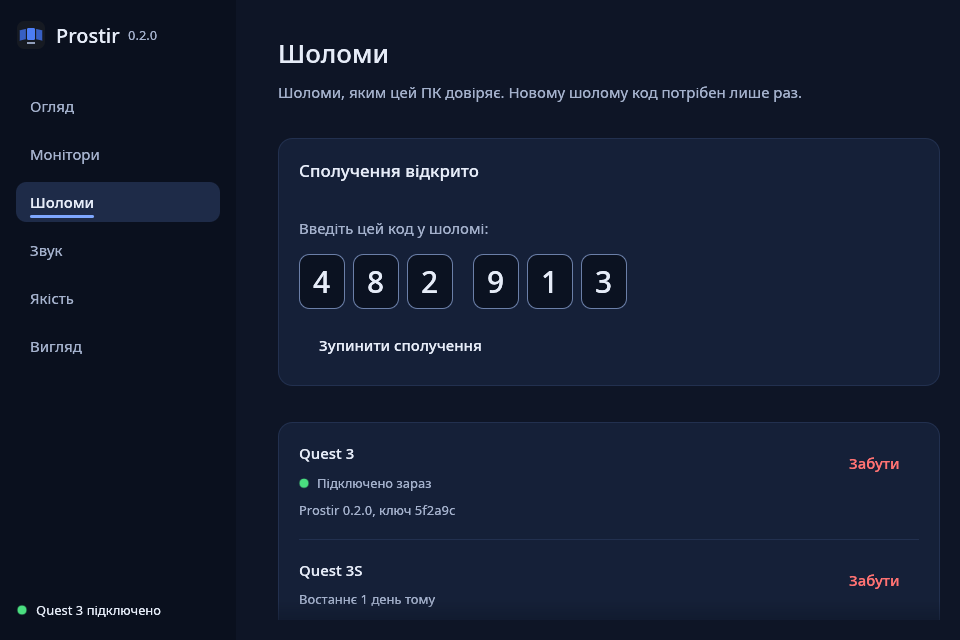 Prostir 0.2.0
Огляд
Монітори
Шоломи
Звук
Якість
Вигляд
Quest 3 підключено
Шоломи
Шоломи, яким цей ПК довіряє. Новому шолому код потрібен лише раз.
Сполучення відкрито
Введіть цей код у шоломі:
4 8 2 9 1 3
Зупинити сполучення
Quest 3
Забути
Підключено зараз
Prostir 0.2.0, ключ 5f2a9c
Quest 3S
Забути
Востаннє 1 день тому